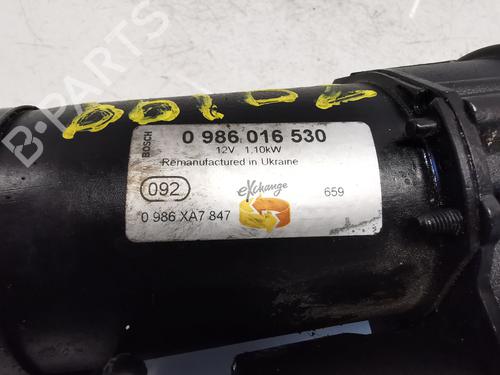 B-PARTS
BOSCH
0 986 016 530
12V 1,10kW
Remanufactured in Ukraine
092
eXchange
659
0 986 XA7 847